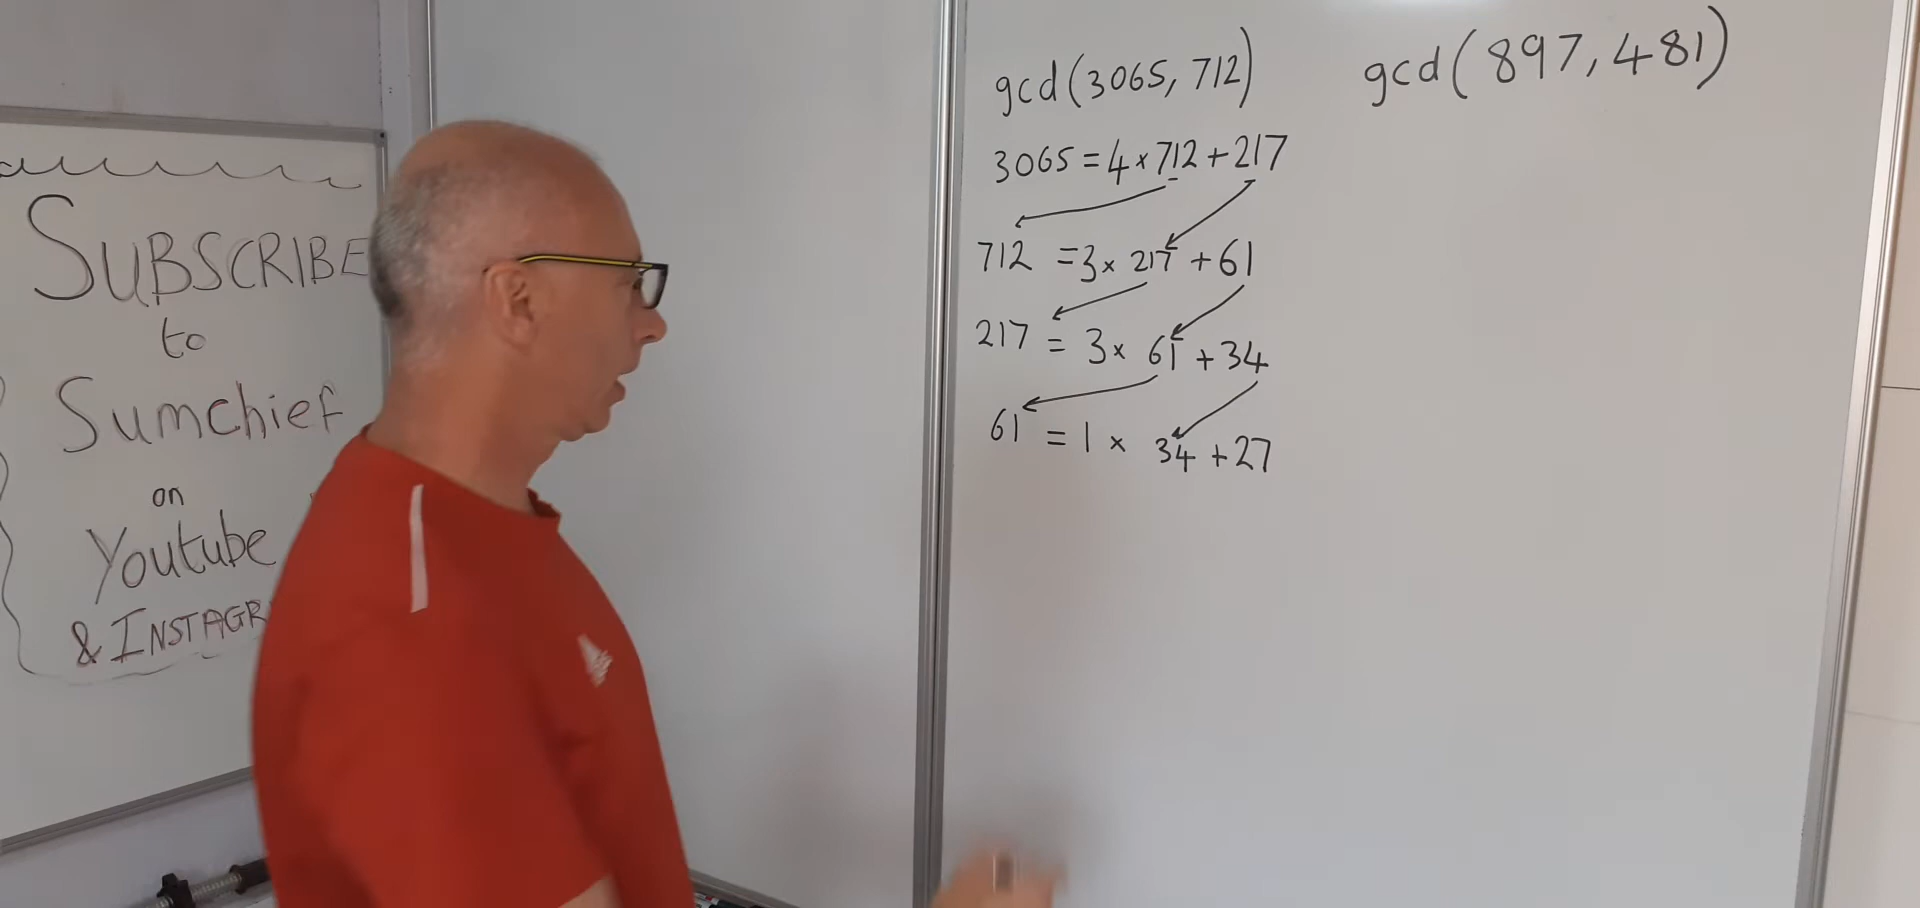 SUBSCRIBE
to
Sumchief
on
Youtube
& INSTAGR
gcd(3065, 712)
3065 = 4 × 712 + 217
712 = 3 × 217 + 61
217 = 3 × 61 + 34
61 = 1 × 34 + 27
gcd(897, 481)